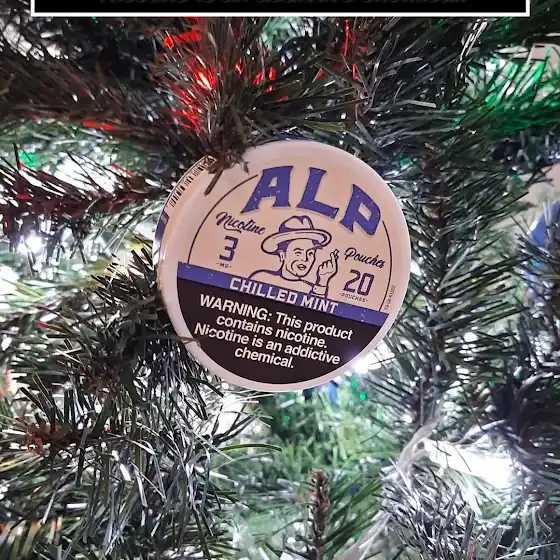 ALP
Nicotine
Pouches
3
-MG-
20
-POUCHES-
CHILLED MINT
WARNING: This product
contains nicotine.
Nicotine is an addictive
chemical.